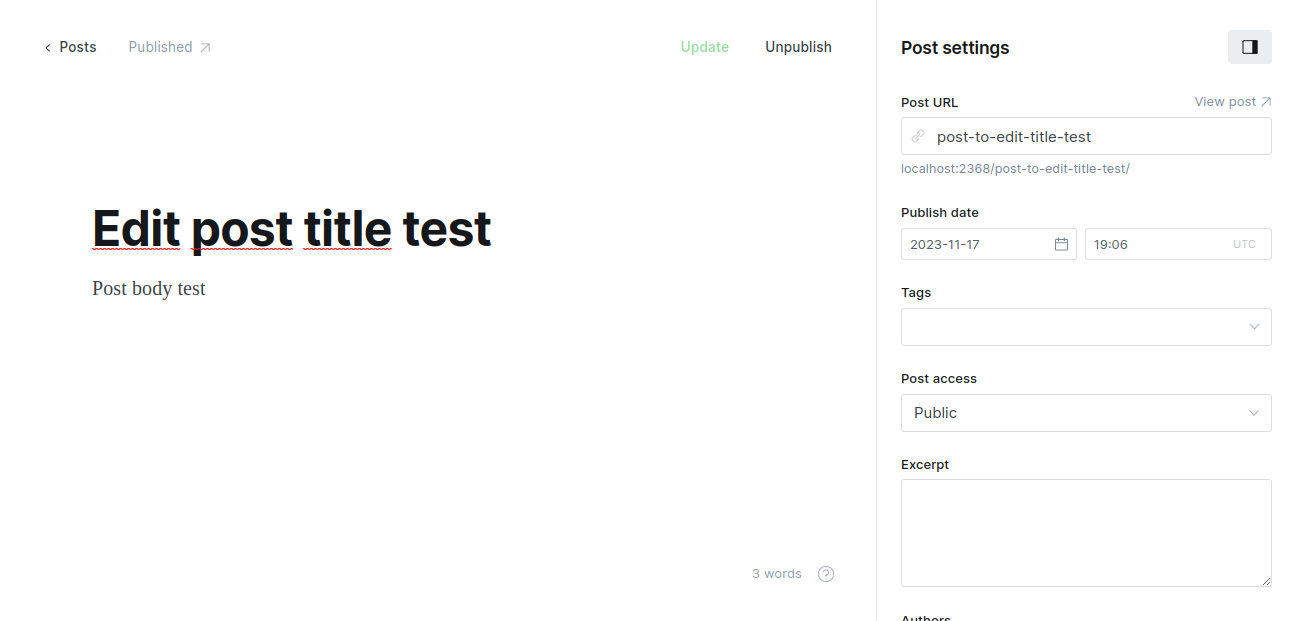 Posts Published Update Unpublish
Edit post title test
Post body test
3 words
Post settings
Post URL View post
post-to-edit-title-test
localhost:2368/post-to-edit-title-test/
Publish date
2023-11-17 19:06 UTC
Tags
Post access
Public
Excerpt
Authors